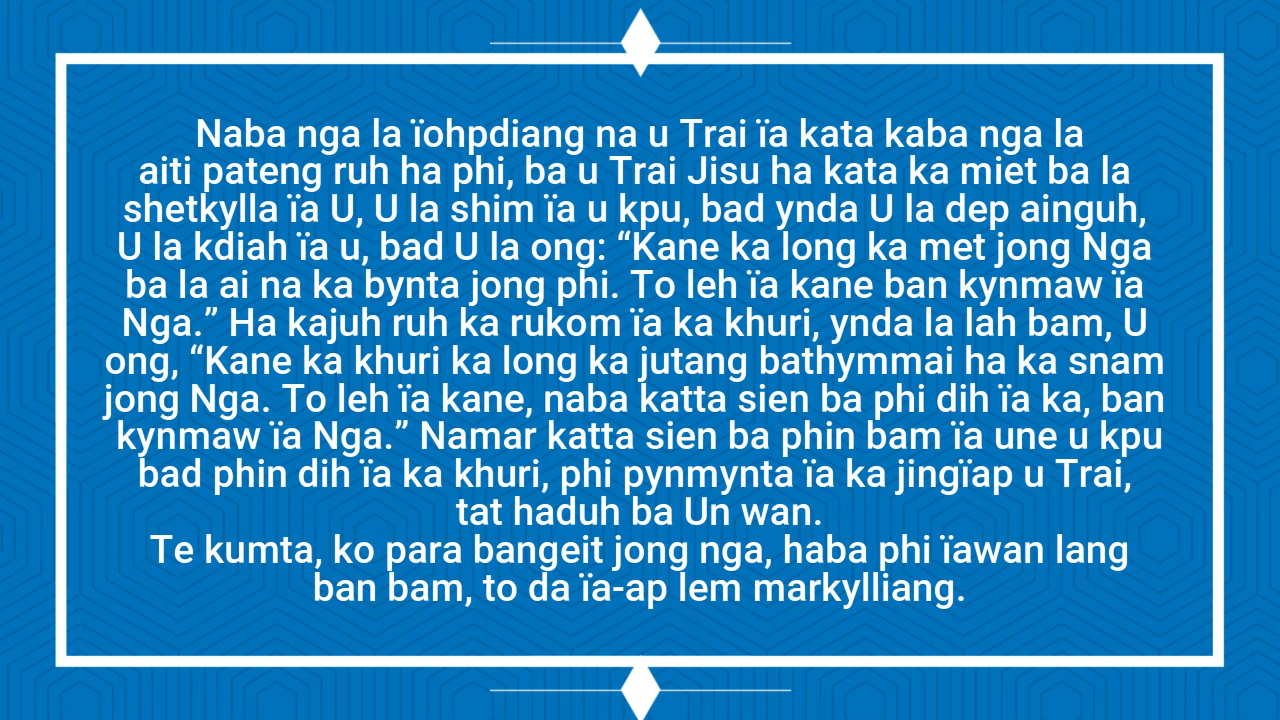 Naba nga la ïohpdiang na u Trai ïa kata kaba nga la
aiti pateng ruh ha phi, ba u Trai Jisu ha kata ka miet ba la
shetkylla ïa U, U la shim ïa u kpu, bad ynda U la dep ainguh,
U la kdiah ïa u, bad U la ong: “Kane ka long ka met jong Nga
ba la ai na ka bynta jong phi. To leh ïa kane ban kynmaw ïa
Nga.” Ha kajuh ruh ka rukom ïa ka khuri, ynda la lah bam, U
ong, “Kane ka khuri ka long ka jutang bathymmai ha ka snam
jong Nga. To leh ïa kane, naba katta sien ba phi dih ïa ka, ban
kynmaw ïa Nga.” Namar katta sien ba phin bam ïa une u kpu
bad phin dih ïa ka khuri, phi pynmynta ïa ka jingïap u Trai,
tat haduh ba Un wan.
Te kumta, ko para bangeit jong nga, haba phi ïawan lang
ban bam, to da ïa-ap lem markylliang.